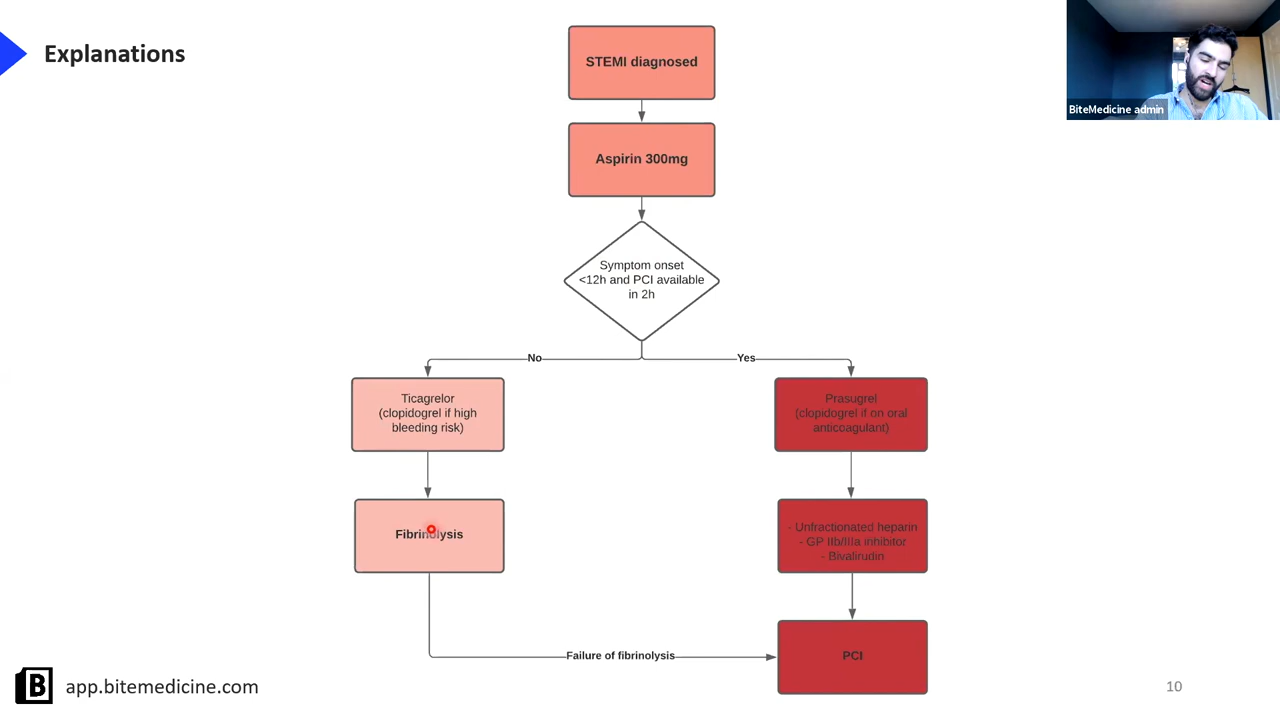 Explanations
BiteMedicine admin
STEMI diagnosed
Aspirin 300mg
Symptom onset
<12h and PCI available
in 2h
No
Yes
Ticagrelor
(clopidogrel if high
bleeding risk)
Prasugrel
(clopidogrel if on oral
anticoagulant)
Fibrinolysis
- Unfractionated heparin
- GP IIb/IIIa inhibitor
- Bivalirudin
Failure of fibrinolysis
PCI
B
app.bitemedicine.com
10